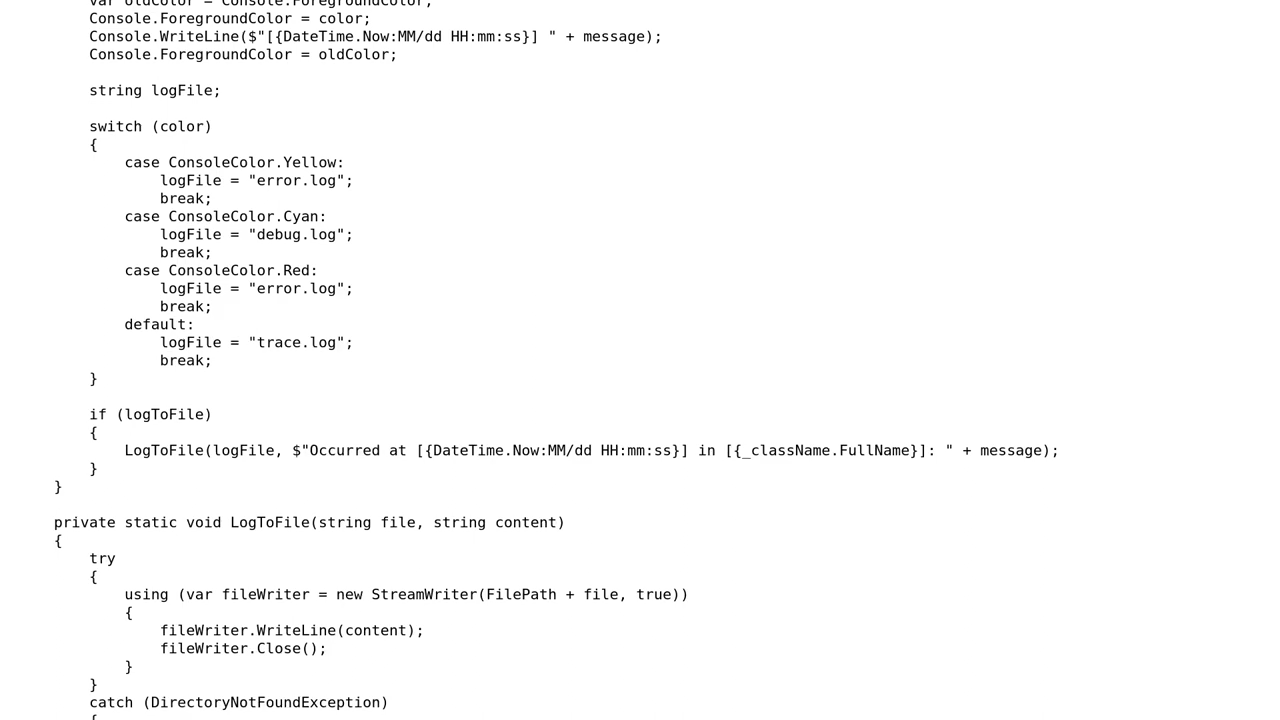 var oldColor = Console.ForegroundColor;
Console.ForegroundColor = color;
Console.WriteLine($"[{DateTime.Now:MM/dd HH:mm:ss}] " + message);
Console.ForegroundColor = oldColor;
string logFile;
switch (color)
{
case ConsoleColor.Yellow:
logFile = "error.log";
break;
case ConsoleColor.Cyan:
logFile = "debug.log";
break;
case ConsoleColor.Red:
logFile = "error.log";
break;
default:
logFile = "trace.log";
break;
}
if (logToFile)
{
LogToFile(logFile, $"Occurred at [{DateTime.Now:MM/dd HH:mm:ss}] in [{_className.FullName}]: " + message);
}
}
private static void LogToFile(string file, string content)
{
try
{
using (var fileWriter = new StreamWriter(FilePath + file, true))
{
fileWriter.WriteLine(content);
fileWriter.Close();
}
}
catch (DirectoryNotFoundException)
{